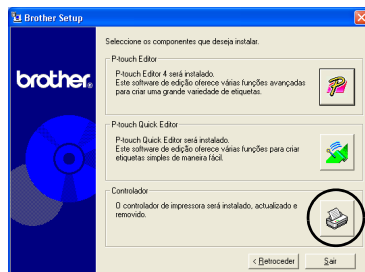 Brother Setup
Seleccione os componentes que deseja instalar.
P-touch Editor
P-touch Editor 4 será instalado.
Este software de edição oferece várias funções avançadas
para criar uma grande variedade de etiquetas.
brother.
P-touch Quick Editor
P-touch Quick Editor será instalado.
Este software de edição oferece várias funções para criar
etiquetas simples de maneira fácil.
Controlador
O controlador de impressora será instalado, actualizado e
removido.
< Retroceder
Sair